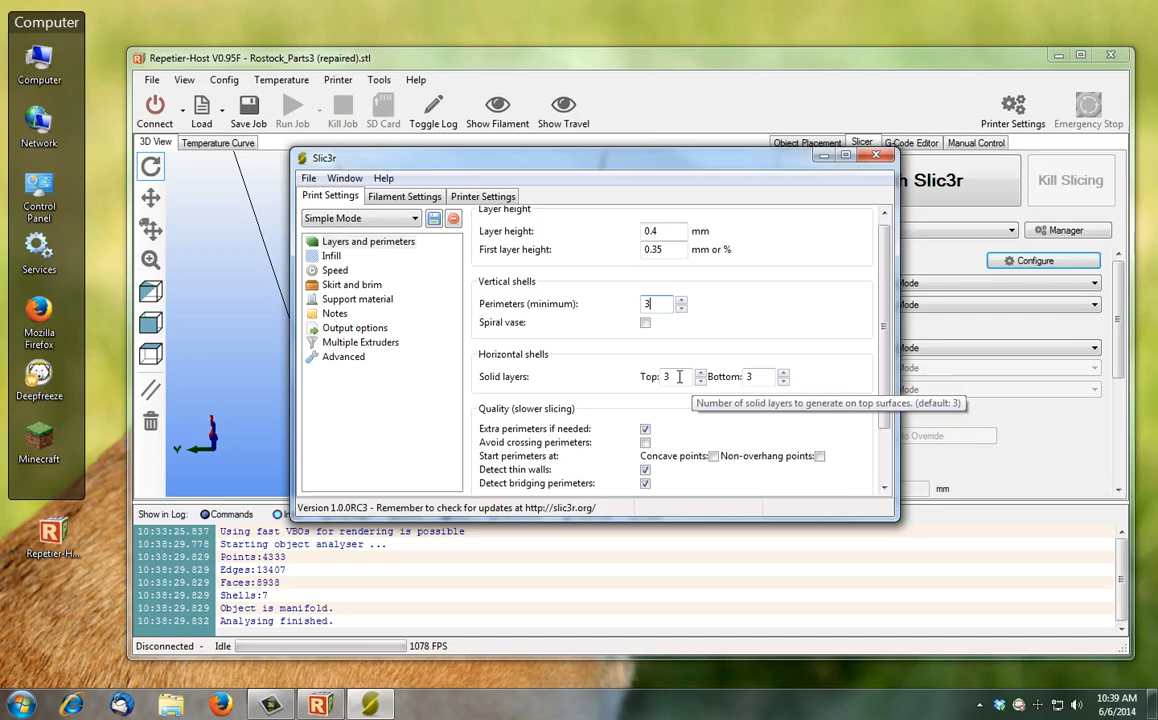 Computer
Computer
Network
Control
Panel
Services
Mozilla
Firefox
Deepfreeze
Minecraft
Repetier-H...
Repetier-Host V0.95F - Rostock_Parts3 (repaired).stl
File View Config Temperature Printer Tools Help
Connect Load Save Job Run Job Kill Job SD Card Toggle Log Show Filament Show Travel Printer Settings Emergency Stop
3D View Temperature Curve Object Placement Slicer G-Code Editor Manual Control
h Slic3r Kill Slicing
Manager
Configure
Mode
Mode
Mode
to Override
mm
Y
Slic3r
File Window Help
Print Settings Filament Settings Printer Settings
Simple Mode
Layers and perimeters
Infill
Speed
Skirt and brim
Support material
Notes
Output options
Multiple Extruders
Advanced
Layer height
Layer height: 0.4 mm
First layer height: 0.35 mm or %
Vertical shells
Perimeters (minimum): 3
Spiral vase:
Horizontal shells
Solid layers: Top: 3 Bottom: 3
Number of solid layers to generate on top surfaces. (default: 3)
Quality (slower slicing)
Extra perimeters if needed:
Avoid crossing perimeters:
Start perimeters at: Concave points: Non-overhang points:
Detect thin walls:
Detect bridging perimeters:
Version 1.0.0RC3 - Remember to check for updates at http://slic3r.org/
Show in Log: Commands In
10:33:25.837 Using fast VBOs for rendering is possible
10:38:29.778 Starting object analyser ...
10:38:29.829 Points:4333
10:38:29.829 Edges:13407
10:38:29.829 Faces:8938
10:38:29.829 Shells:7
10:38:29.829 Object is manifold.
10:38:29.832 Analysing finished.
Disconnected - Idle 1078 FPS
10:39 AM
6/6/2014